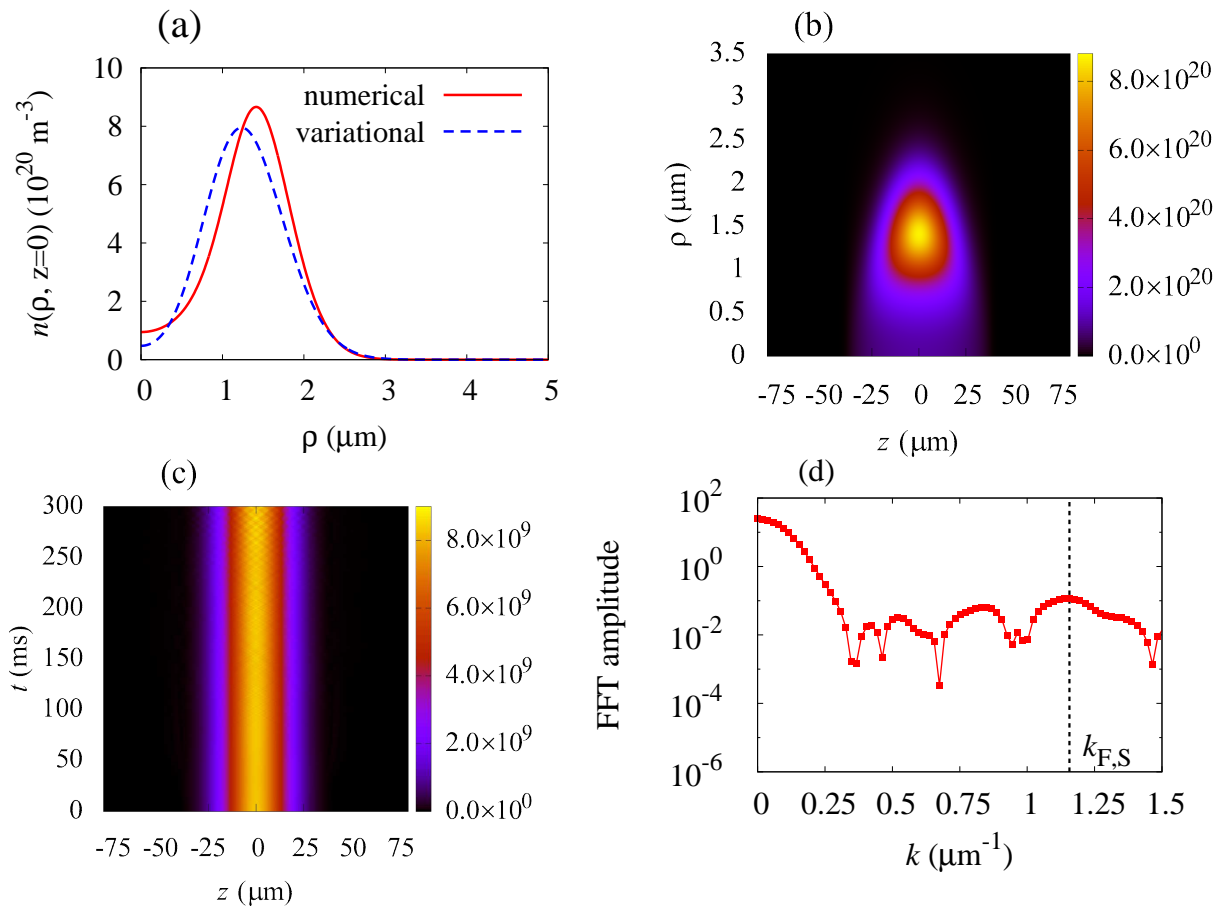 (a)
n(ρ, z=0) (10^20 m^-3)
10
8
6
4
2
0
numerical
variational
0 1 2 3 4 5
ρ (μm)
(b)
ρ (μm)
3.5
3
2.5
2
1.5
1
0.5
0
-75 -50 -25 0 25 50 75
z (μm)
8.0×10^20
6.0×10^20
4.0×10^20
2.0×10^20
0.0×10^0
(c)
t (ms)
300
250
200
150
100
50
0
-75 -50 -25 0 25 50 75
z (μm)
8.0×10^9
6.0×10^9
4.0×10^9
2.0×10^9
0.0×10^0
(d)
FFT amplitude
10^2
10^0
10^-2
10^-4
10^-6
k_F,S
0 0.25 0.5 0.75 1 1.25 1.5
k (μm^-1)